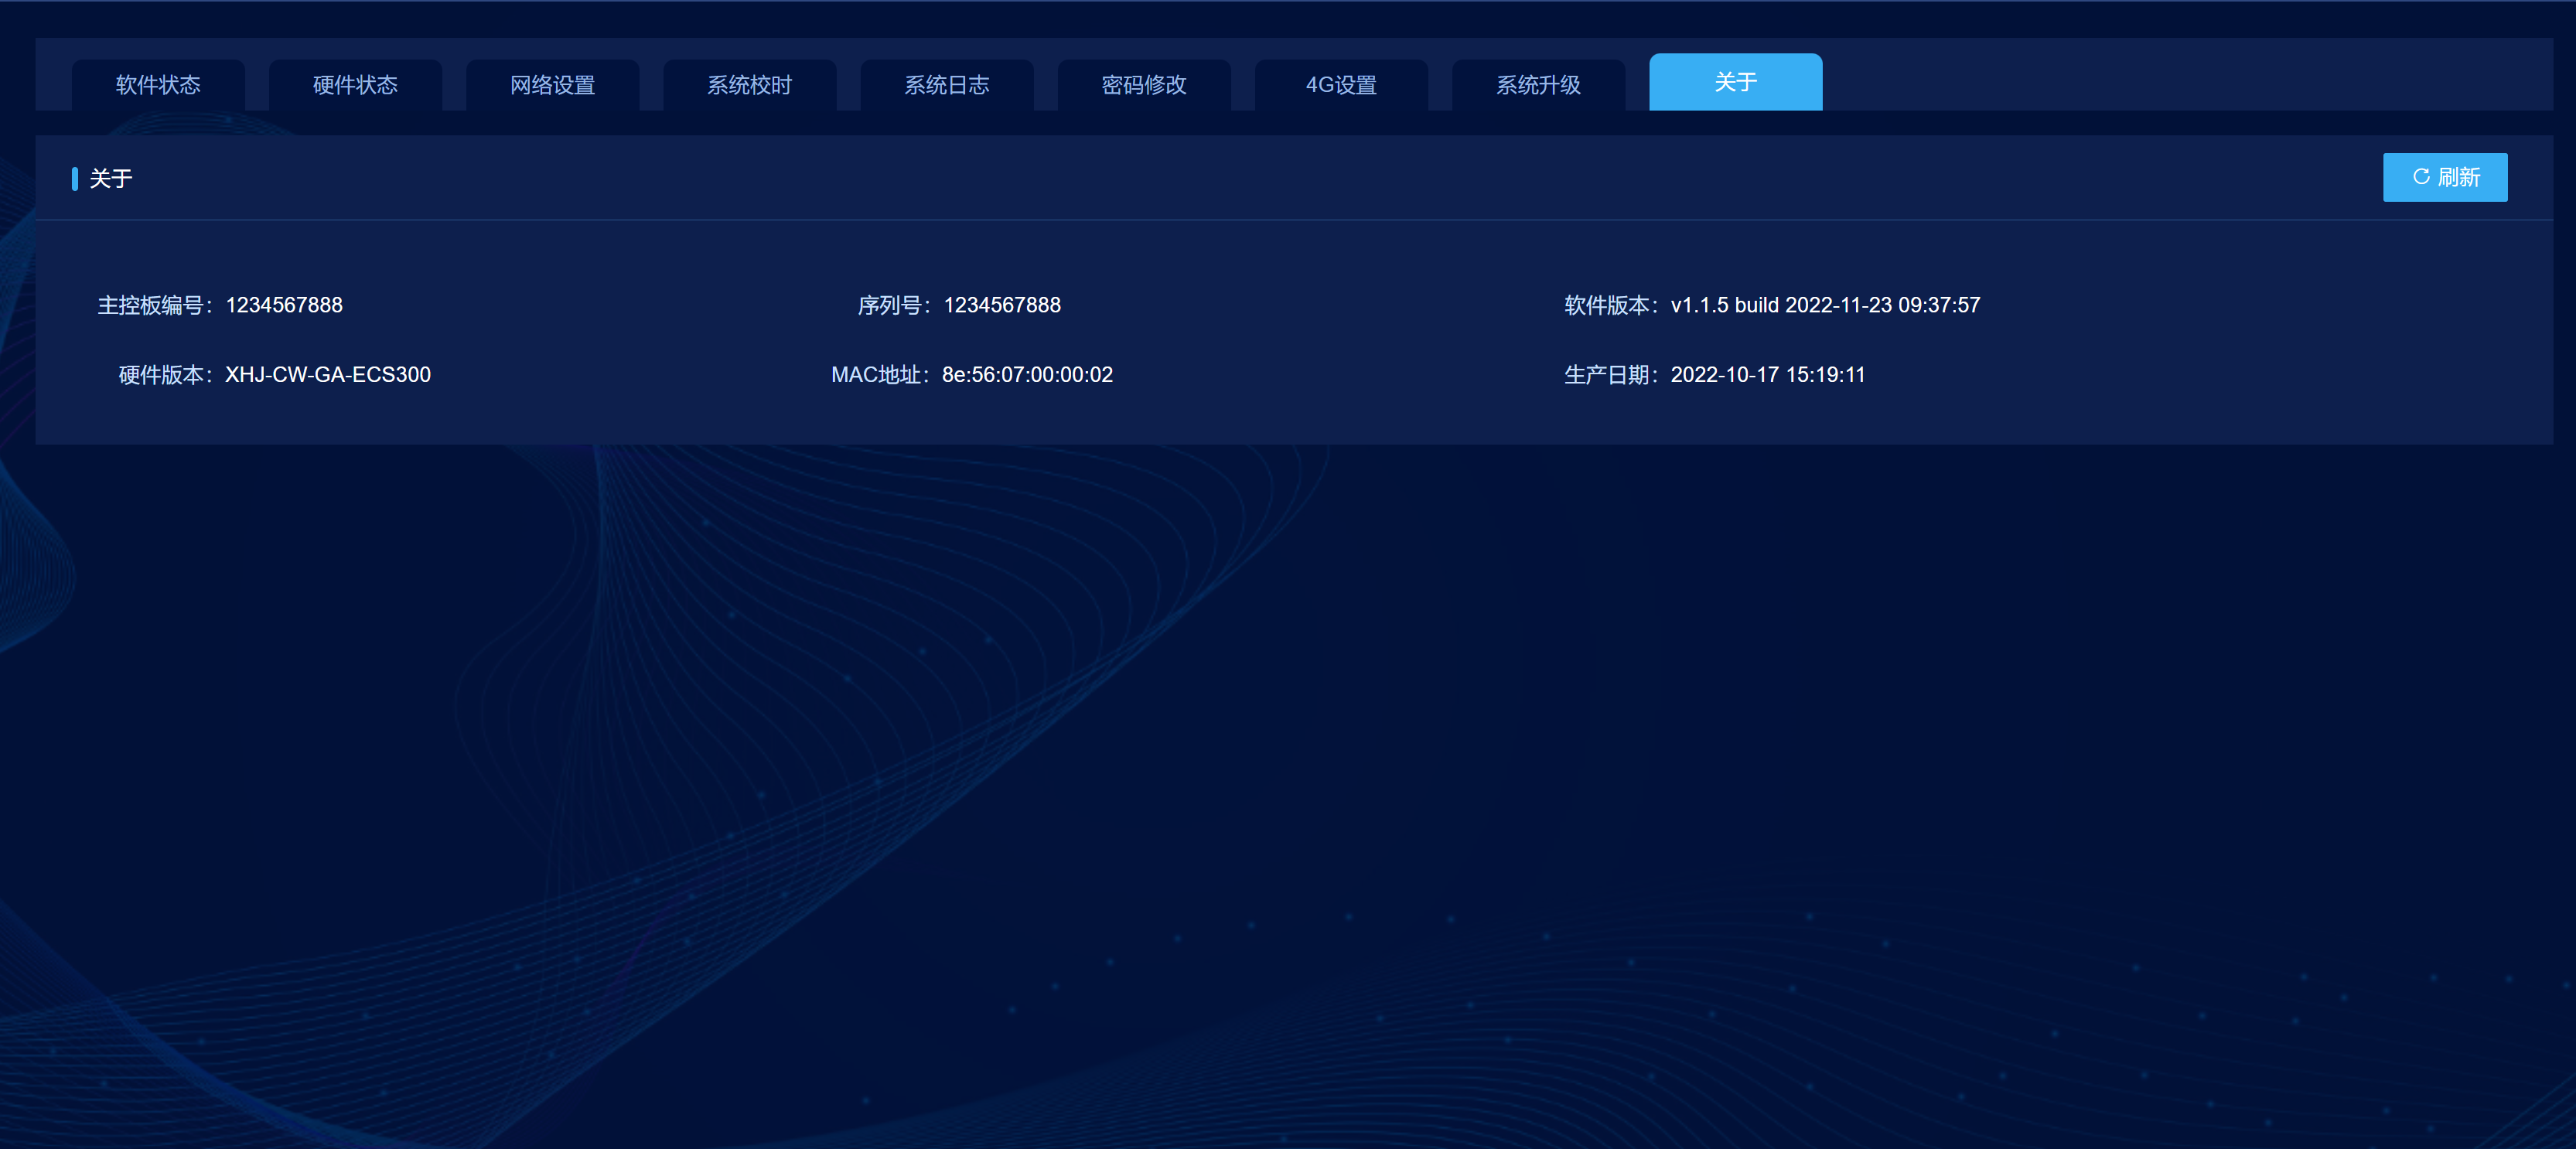 软件状态 硬件状态 网络设置 系统校时 系统日志 密码修改 4G设置 系统升级 关于
关于 刷新
主控板编号：1234567888 序列号：1234567888 软件版本：v1.1.5 build 2022-11-23 09:37:57
硬件版本：XHJ-CW-GA-ECS300 MAC地址：8e:56:07:00:00:02 生产日期：2022-10-17 15:19:11